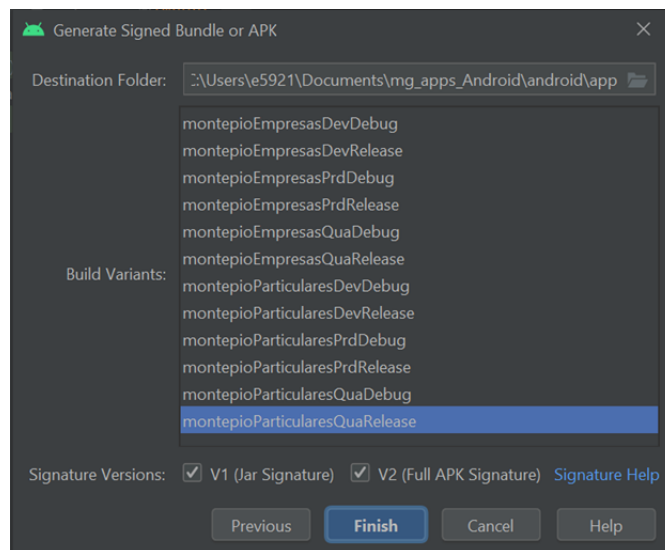 Generate Signed Bundle or APK
Destination Folder: :\Users\e5921\Documents\mg_apps_Android\android\app
montepioEmpresasDevDebug
montepioEmpresasDevRelease
montepioEmpresasPrdDebug
montepioEmpresasPrdRelease
montepioEmpresasQuaDebug
montepioEmpresasQuaRelease
Build Variants:
montepioParticularesDevDebug
montepioParticularesDevRelease
montepioParticularesPrdDebug
montepioParticularesPrdRelease
montepioParticularesQuaDebug
montepioParticularesQuaRelease
Signature Versions: V1 (Jar Signature) V2 (Full APK Signature) Signature Help
Previous Finish Cancel Help